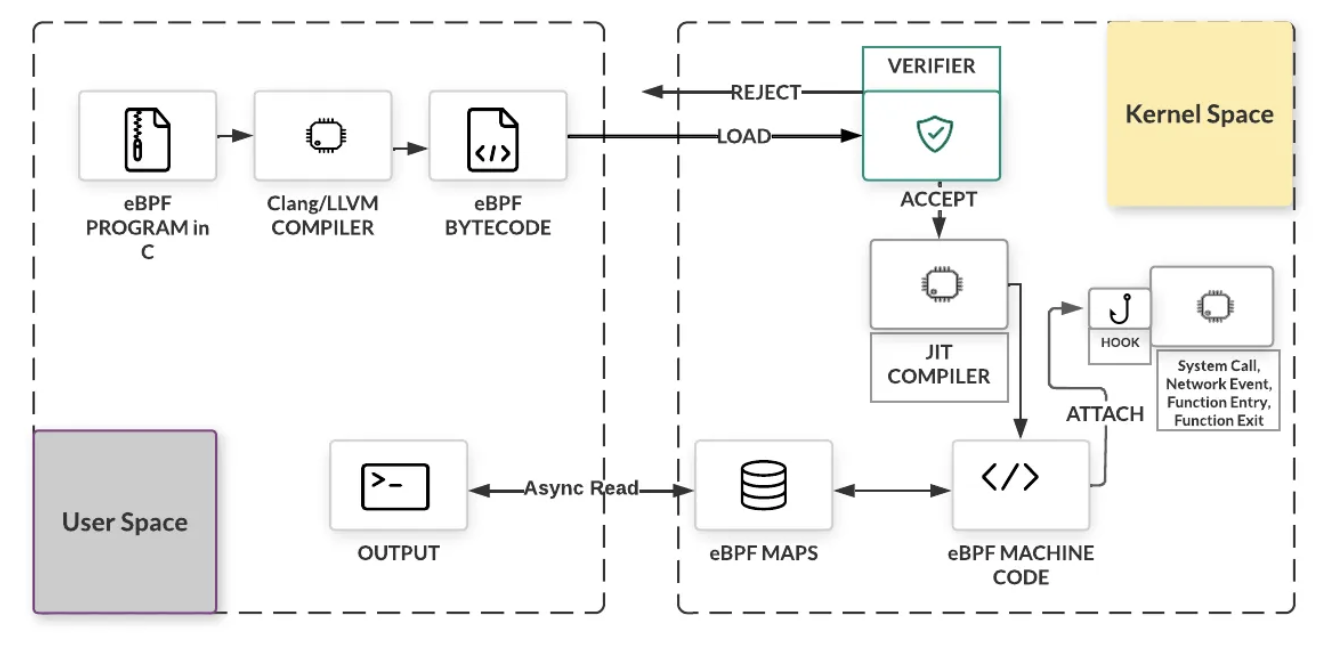 VERIFIER
REJECT
LOAD
Kernel Space
eBPF
PROGRAM in
C
Clang/LLVM
COMPILER
eBPF
BYTECODE
ACCEPT
JIT
COMPILER
HOOK
System Call,
Network Event,
Function Entry,
Function Exit
ATTACH
User Space
Async Read
OUTPUT
eBPF MAPS
eBPF MACHINE
CODE